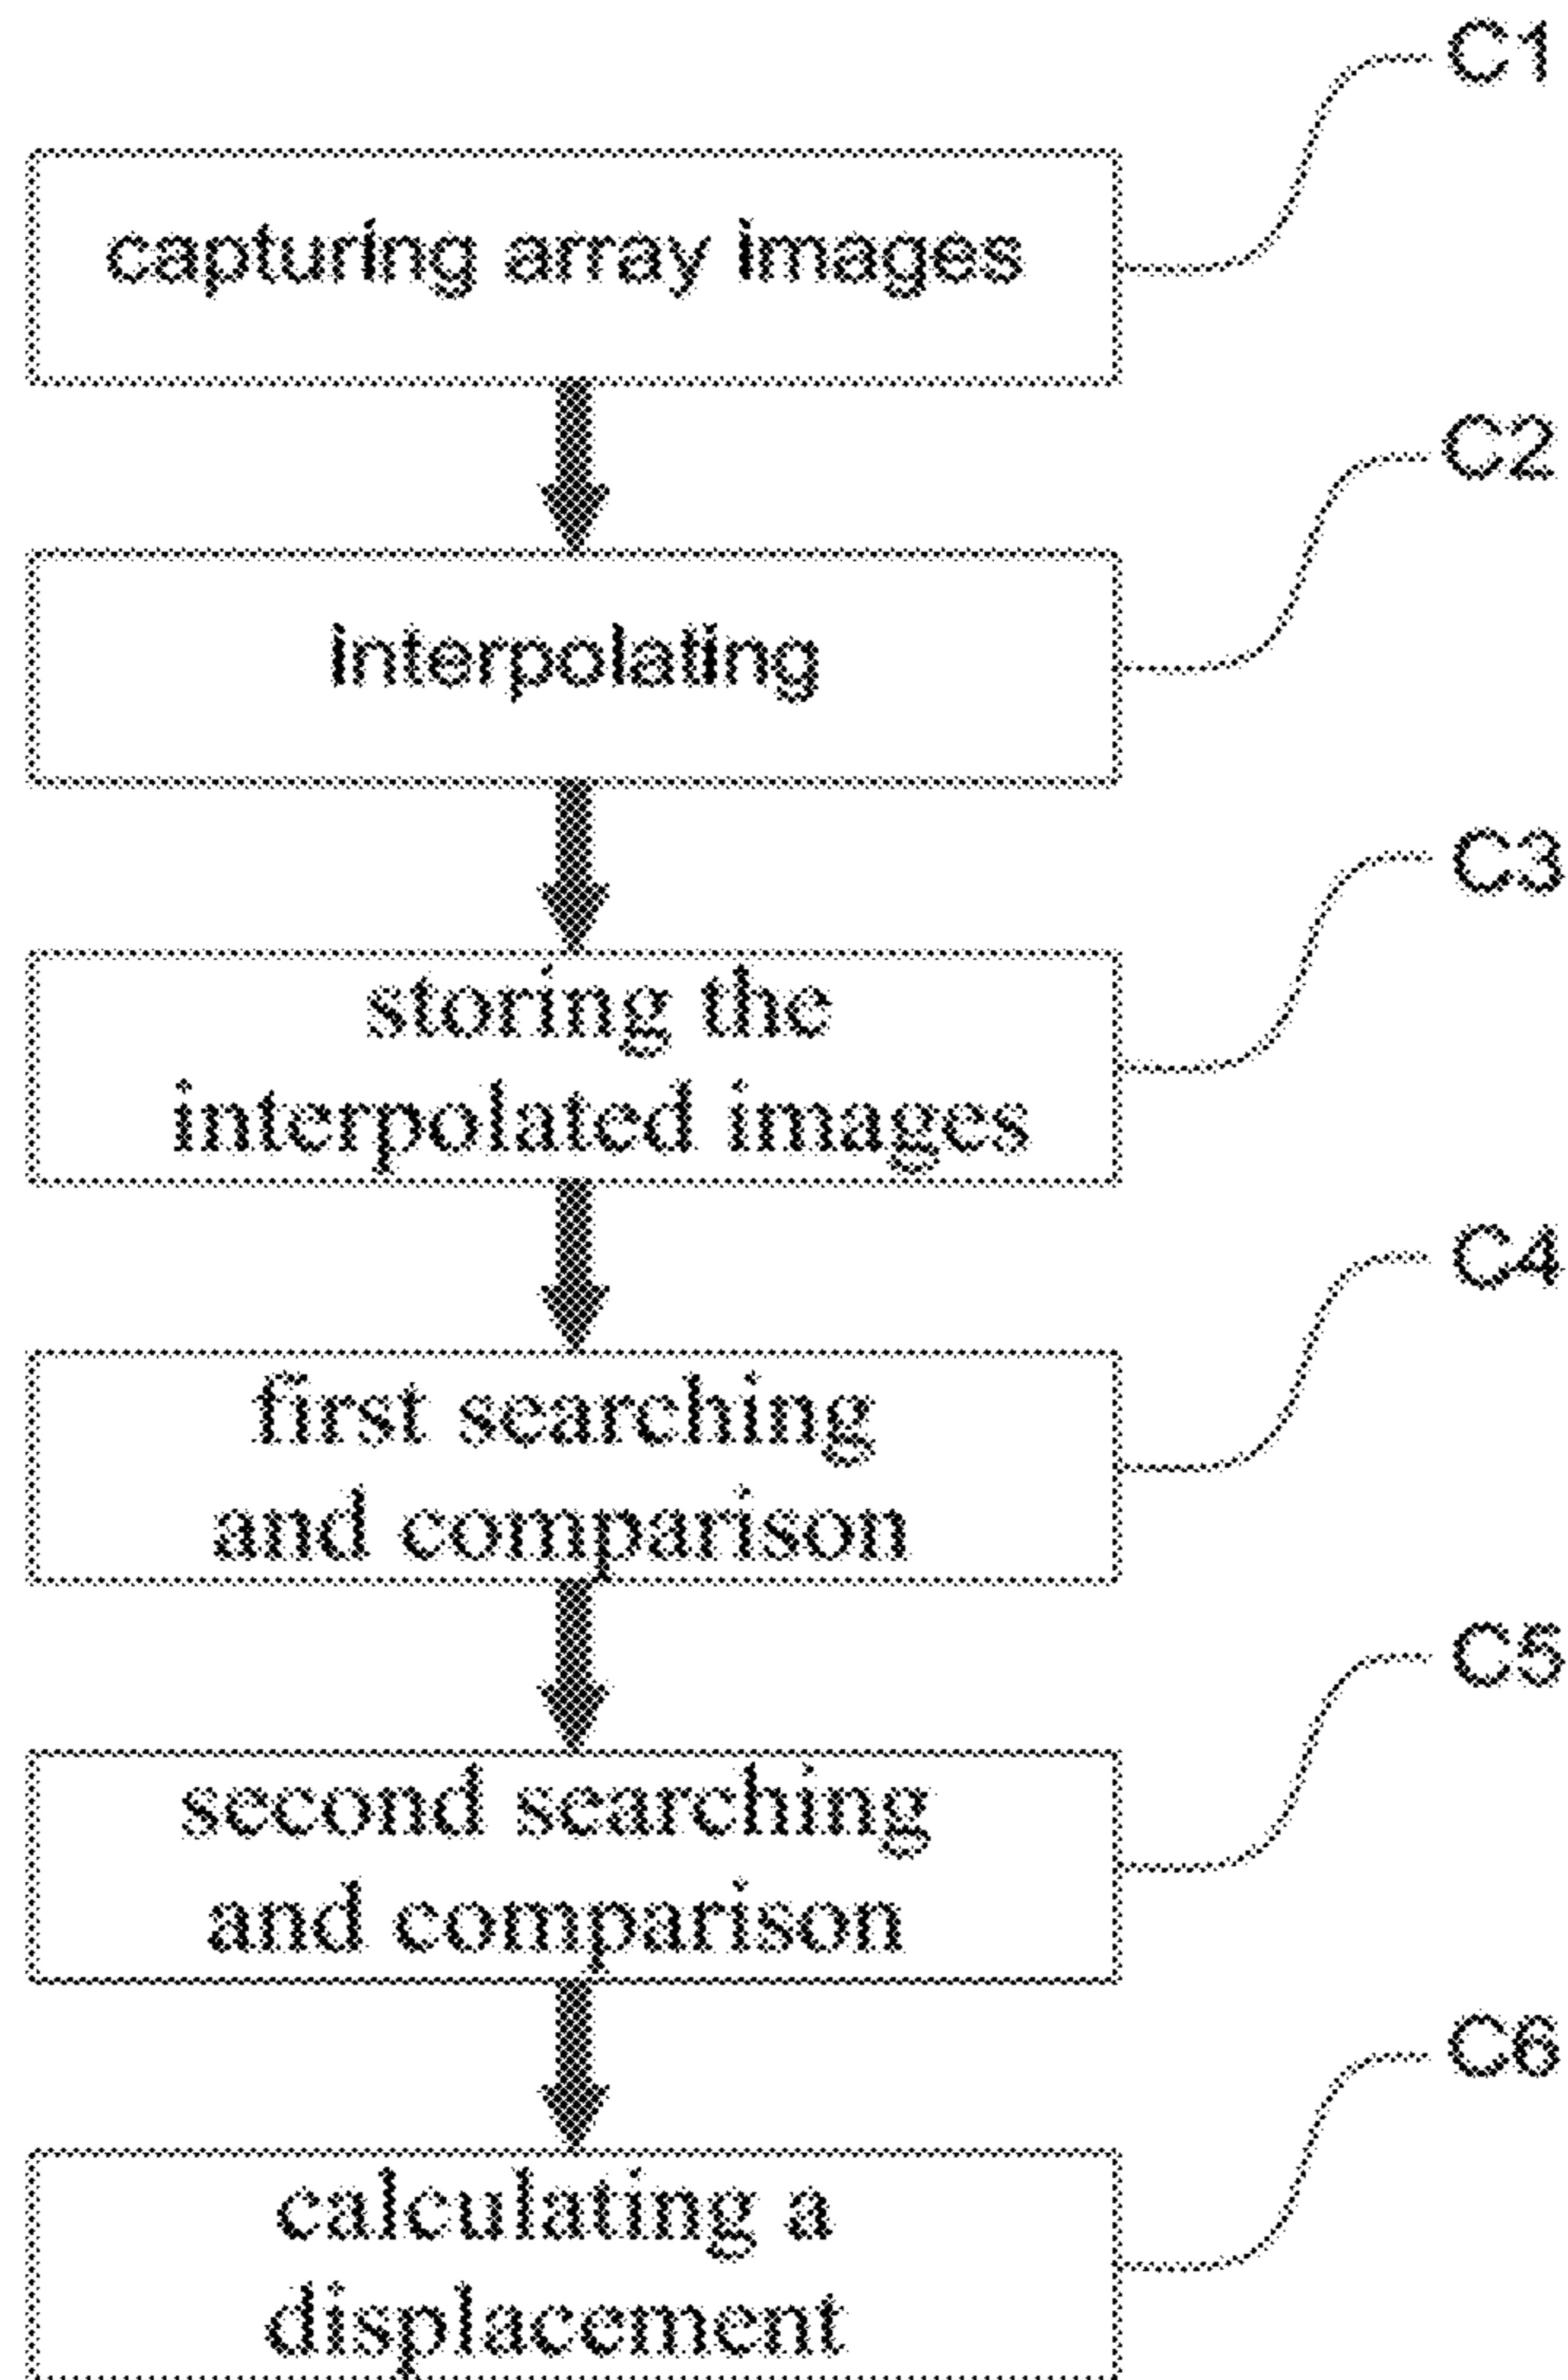 C1
capturing array images
C2
interpolating
C3
storing the
interpolated images
C4
first searching
and comparison
C5
second searching
and comparison
C6
calculating a
displacement